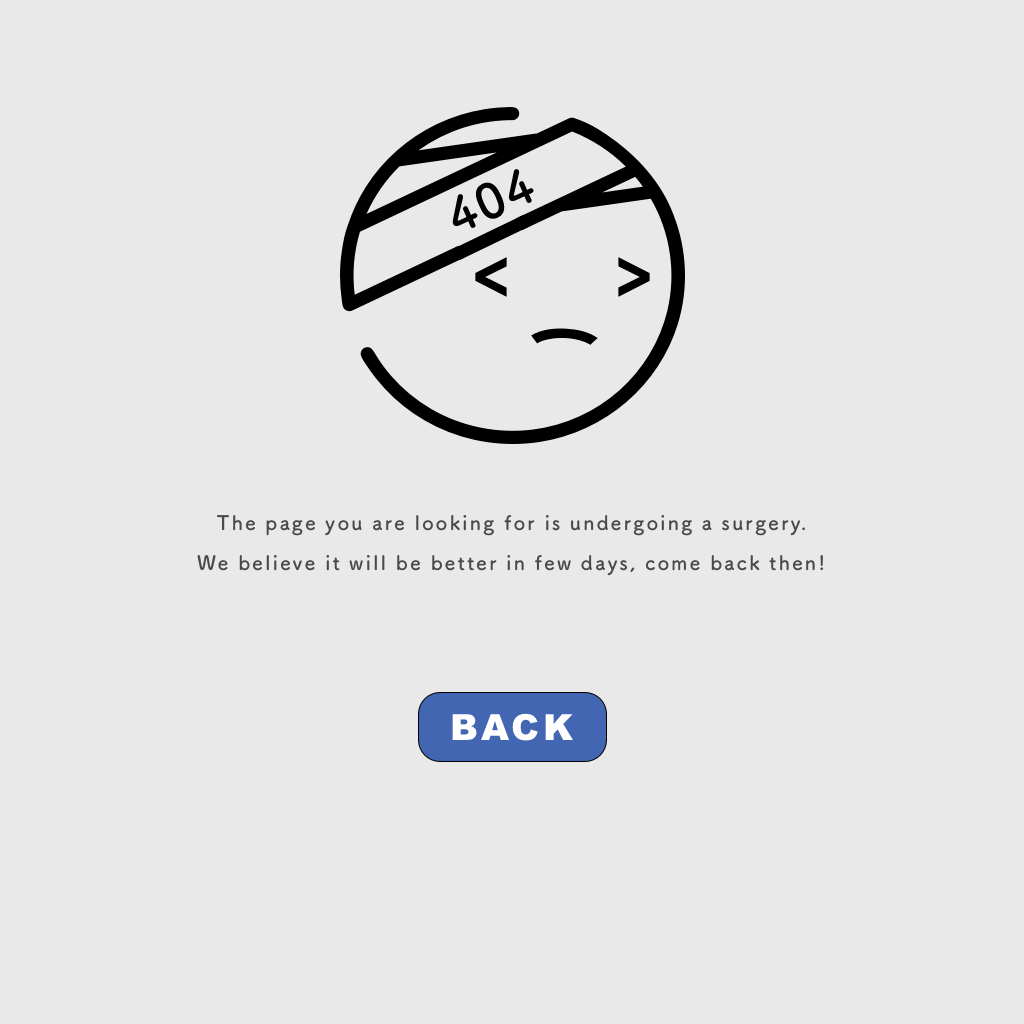 404
The page you are looking for is undergoing a surgery.
We believe it will be better in few days, come back then!
BACK